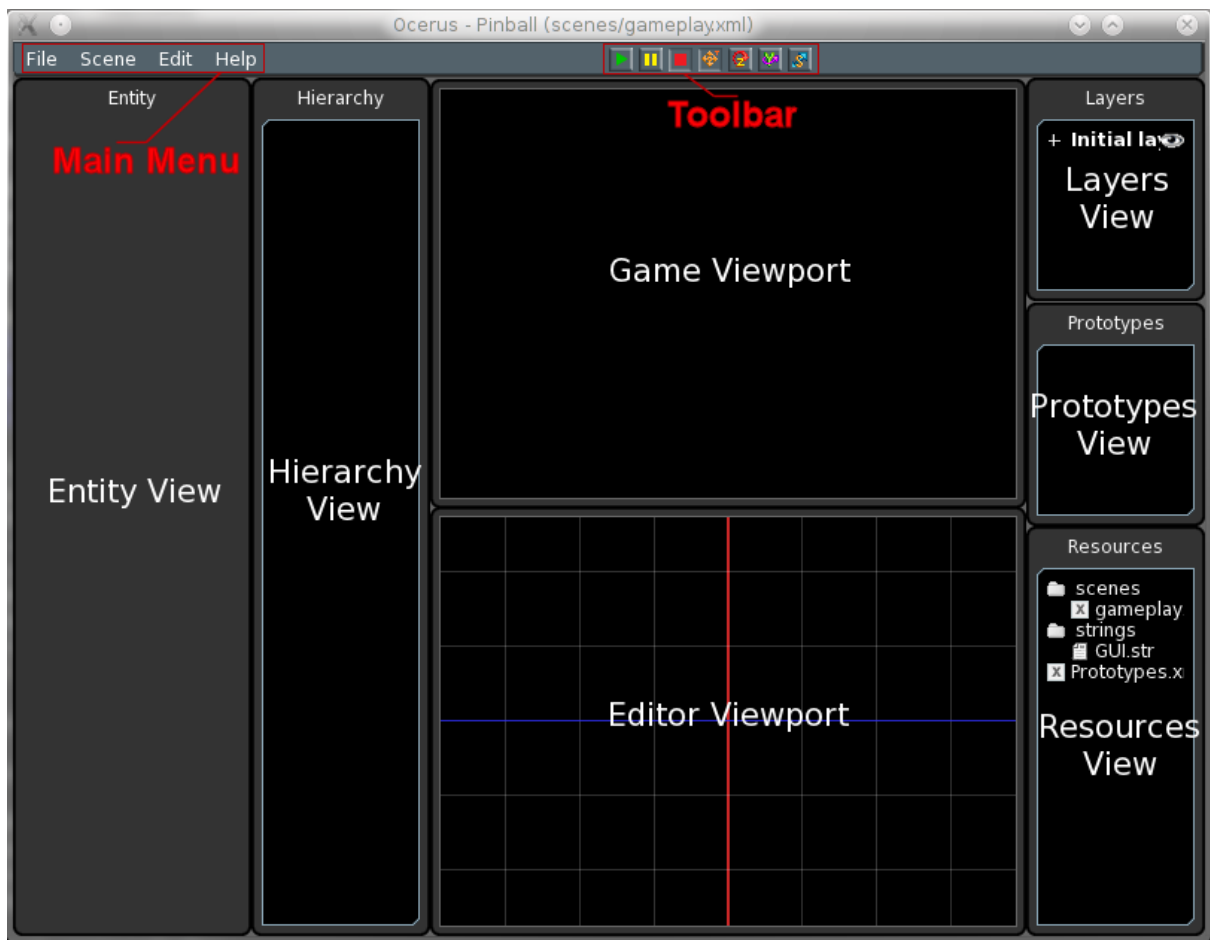 Ocerus - Pinball (scenes/gameplay.xml)
File Scene Edit Help
Main Menu
Toolbar
Entity
Entity View
Hierarchy
Hierarchy
View
Game Viewport
Editor Viewport
Layers
+ Initial lay
Layers
View
Prototypes
Prototypes
View
Resources
scenes
X gameplay
strings
GUI.str
X Prototypes.x
Resources
View